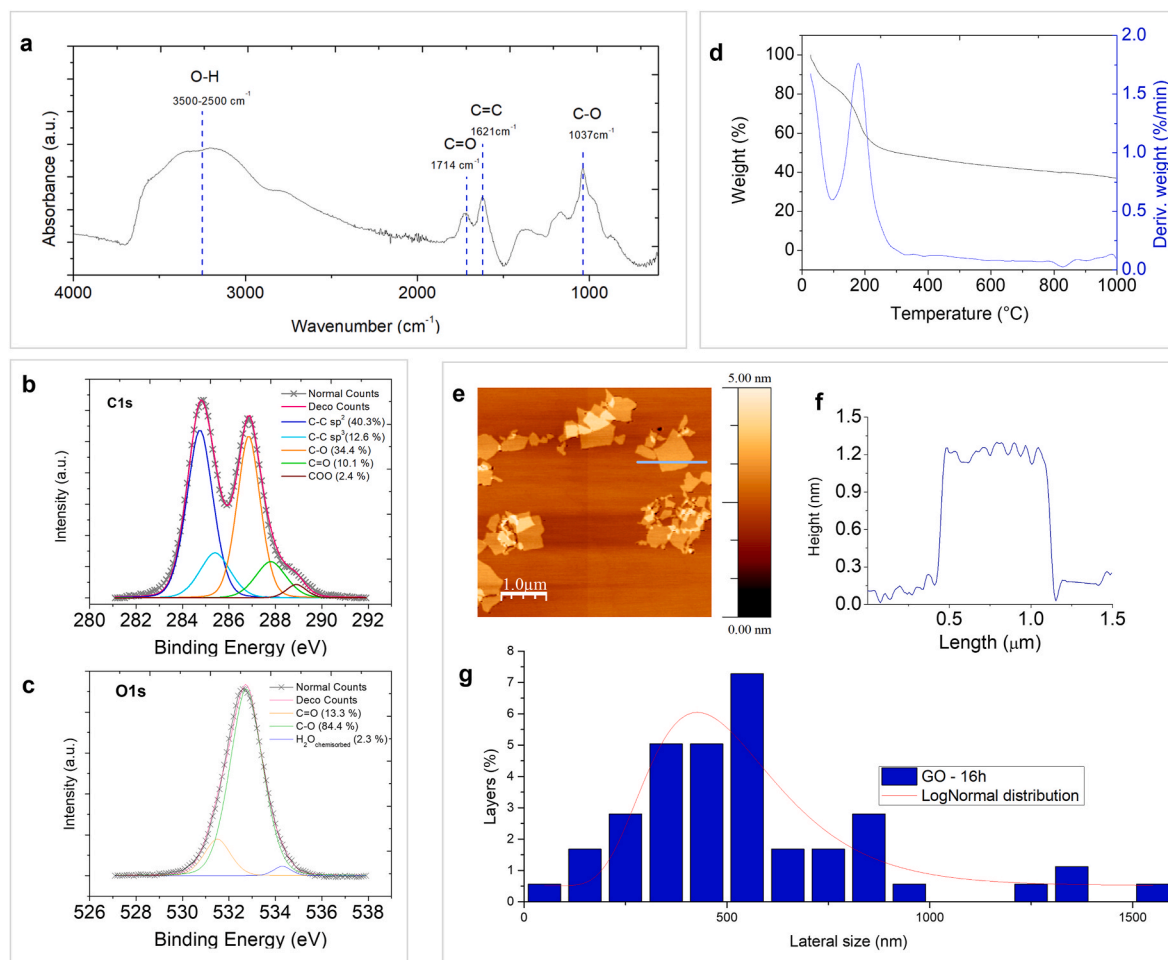 a
O-H
3500-2500 cm⁻¹
C=O
1714 cm⁻¹
C=C
1621cm⁻¹
C-O
1037cm⁻¹
Absorbance (a.u.)
4000 3000 2000 1000
Wavenumber (cm⁻¹)
d
100
80
60
40
20
0
Weight (%)
2.0
1.5
1.0
0.5
0.0
Deriv. weight (%/min)
0 200 400 600 800 1000
Temperature (°C)
b
C1s
Normal Counts
Deco Counts
C-C sp² (40.3%)
C-C sp³(12.6 %)
C-O (34.4 %)
C=O (10.1 %)
COO (2.4 %)
Intensity (a.u.)
280 282 284 286 288 290 292
Binding Energy (eV)
c
O1s
Normal Counts
Deco Counts
C=O (13.3 %)
C-O (84.4 %)
H₂Ochemisorbed (2.3 %)
Intensity (a.u.)
526 528 530 532 534 536 538
Binding Energy (eV)
e
1.0µm
5.00 nm
0.00 nm
f
1.5
1.2
0.9
0.6
0.3
0.0
Height (nm)
0.5 1.0 1.5
Length (µm)
g
8
7
6
5
4
3
2
1
0
Layers (%)
GO - 16h
LogNormal distribution
0 500 1000 1500
Lateral size (nm)